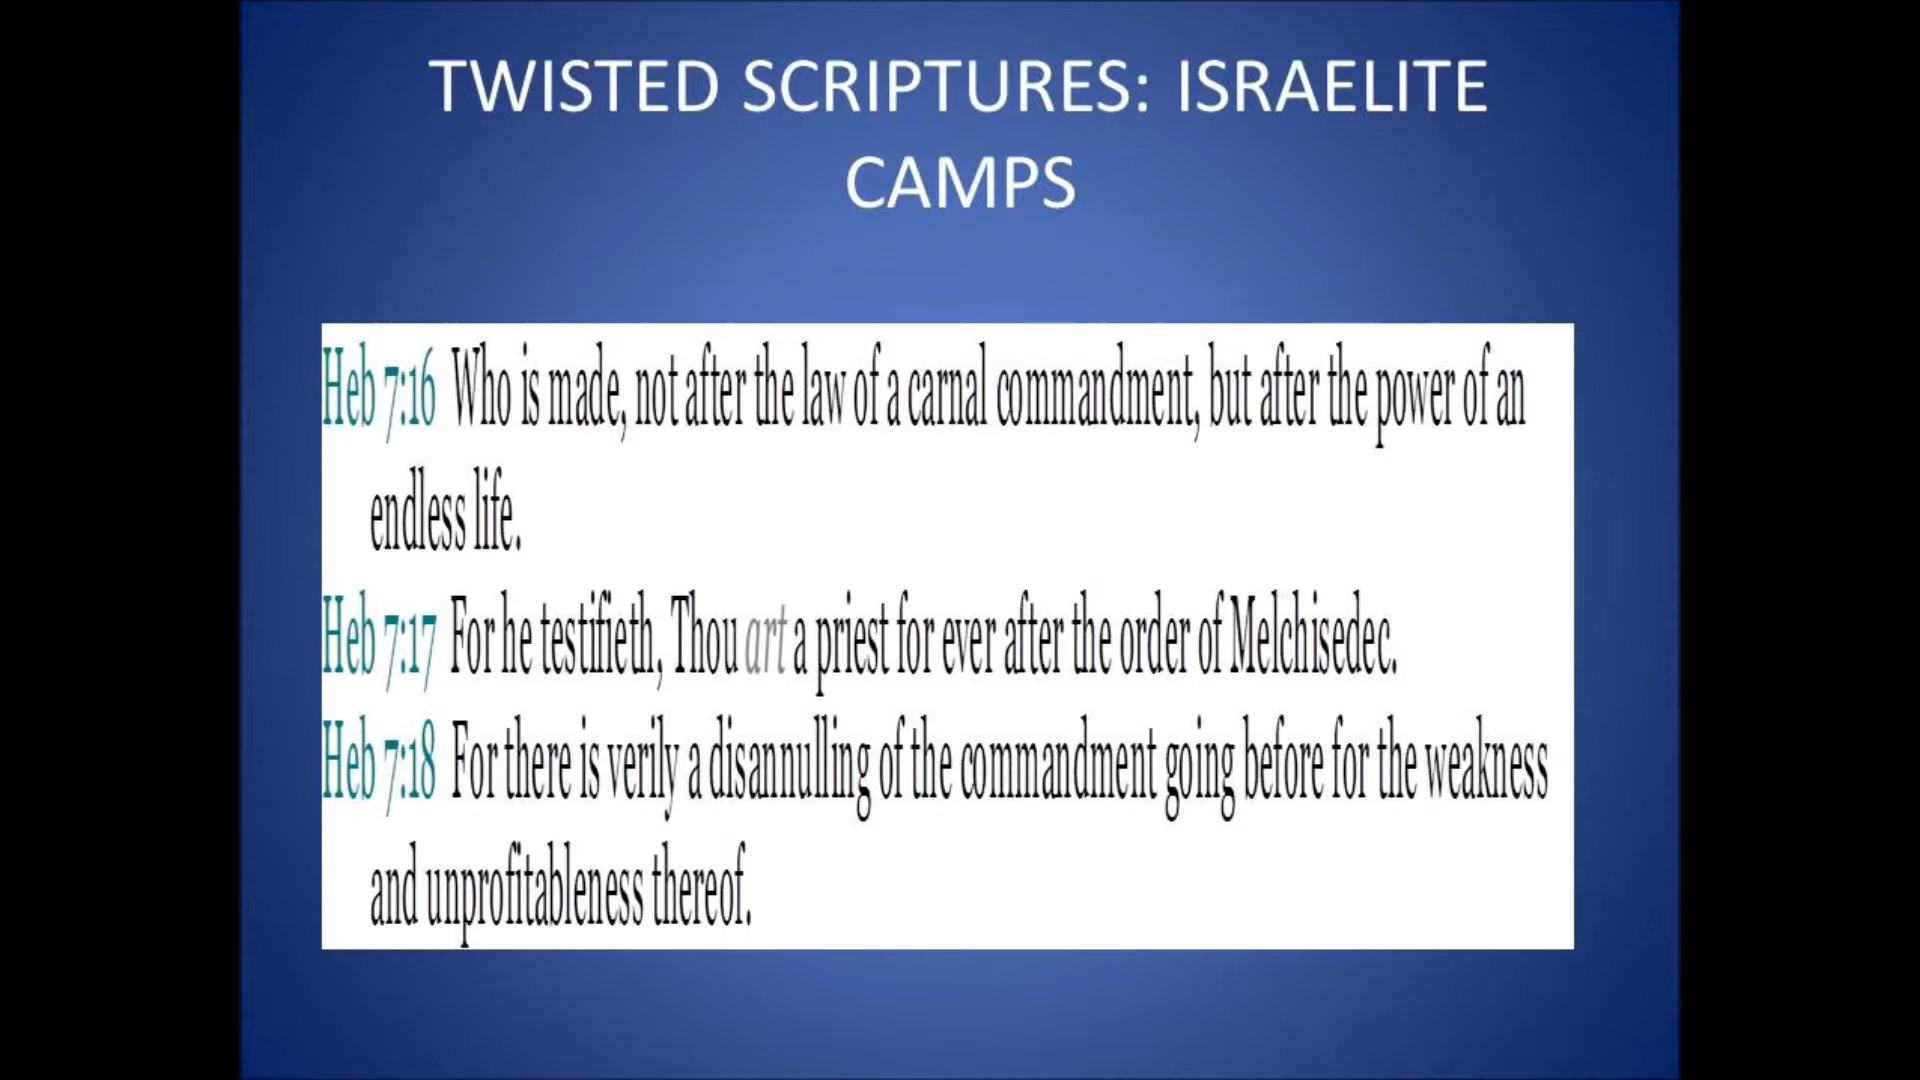 TWISTED SCRIPTURES: ISRAELITE
CAMPS
Heb 7:16 Who is made, not after the law of a carnal commandment, but after the power of an
endless life.
Heb 7:17 For he testifieth, Thou art a priest for ever after the order of Melchisedec.
Heb 7:18 For there is verily a disannulling of the commandment going before for the weakness
and unprofitableness thereof.